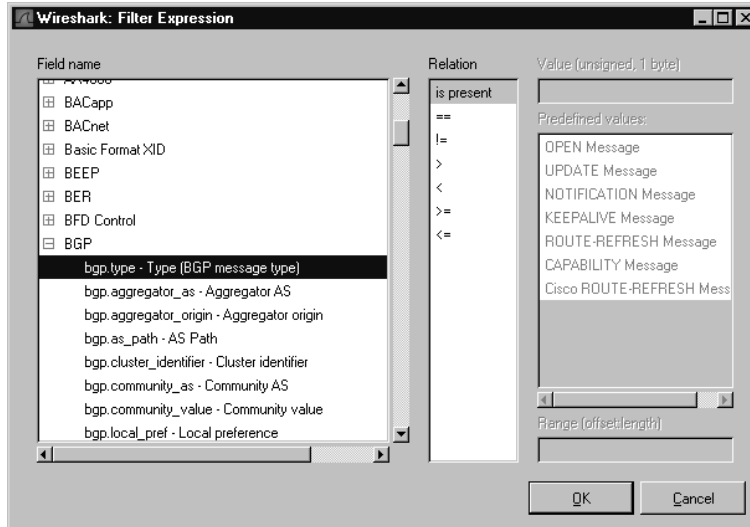 Wireshark: Filter Expression
Field name
BACapp
BACnet
Basic Format XID
BEEP
BER
BFD Control
BGP
bgp.type - Type (BGP message type)
bgp.aggregator_as - Aggregator AS
bgp.aggregator_origin - Aggregator origin
bgp.as_path - AS Path
bgp.cluster_identifier - Cluster identifier
bgp.community_as - Community AS
bgp.community_value - Community value
bgp.local_pref - Local preference
Relation
is present
==
!=
>
<
>=
<=
Value (unsigned, 1 byte)
Predefined values:
OPEN Message
UPDATE Message
NOTIFICATION Message
KEEPALIVE Message
ROUTE-REFRESH Message
CAPABILITY Message
Cisco ROUTE-REFRESH Mess
Range (offset:length)
OK
Cancel